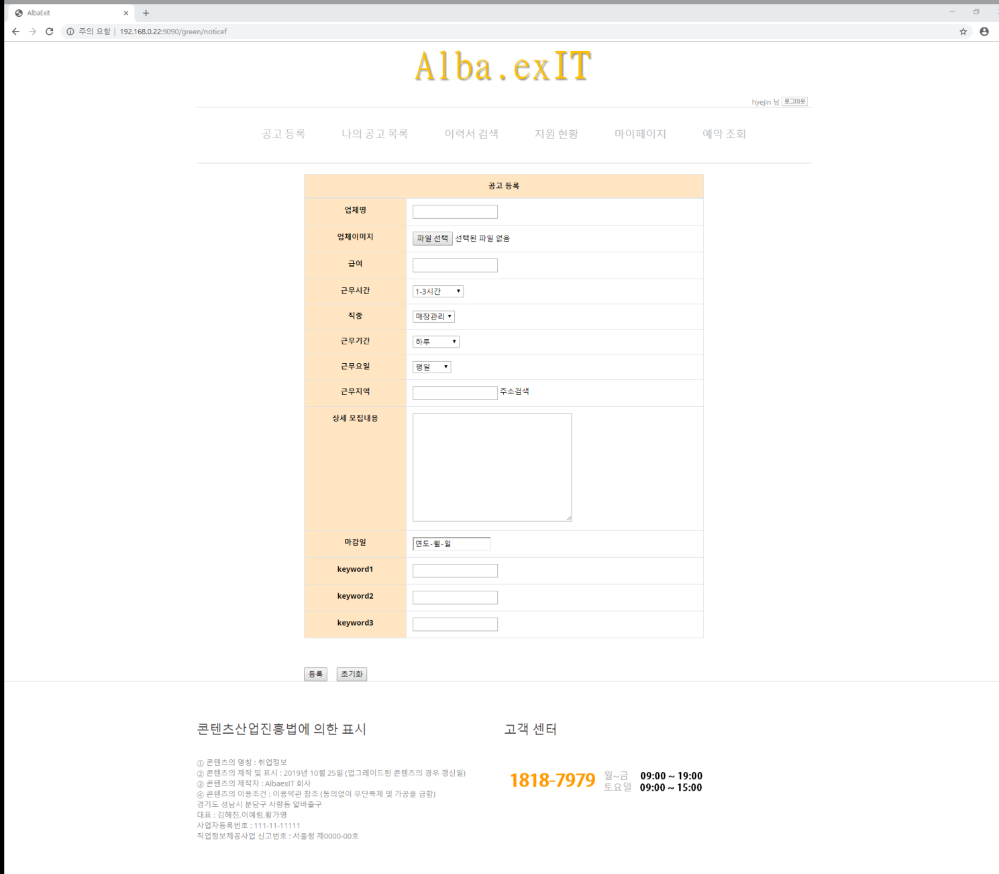 AlbaExit
주의 요함 | 192.168.0.22:9090/green/noticef
Alba.exIT
hyejin 님 로그아웃
공고 등록 나의 공고 목록 이력서 검색 지원 현황 마이페이지 예약 조회
공고 등록
업체명
업체이미지 파일 선택 선택된 파일 없음
급여
근무시간 1-3시간
직종 매장관리
근무기간 하루
근무요일 평일
근무지역 주소검색
상세 모집내용
마감일 연도-월-일
keyword1
keyword2
keyword3
등록 초기화
콘텐츠산업진흥법에 의한 표시
① 콘텐츠의 명칭 : 취업정보
② 콘텐츠의 제작 및 표시 : 2019년 10월 25일 (업그레이드된 콘텐츠의 경우 갱신일)
③ 콘텐츠의 제작자 : AlbaexIT 회사
④ 콘텐츠의 이용조건 : 이용약관 참조 (동의없이 무단복제 및 가공을 금함)
경기도 성남시 분당구 사랑동 알바출구
대표 : 김혜진,이예림,황가영
사업자등록번호 : 111-11-11111
직업정보제공사업 신고번호 : 서울청 제0000-00호
고객 센터
1818-7979
월~금 09:00 ~ 19:00
토요일 09:00 ~ 15:00